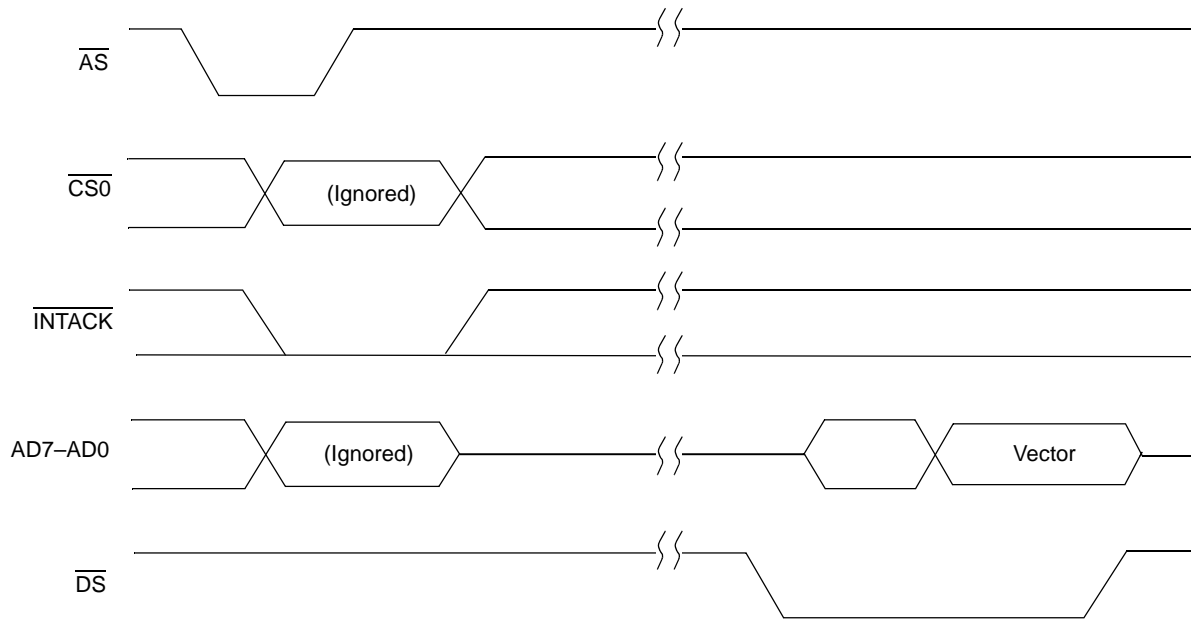 AS
CS0
(Ignored)
INTACK
AD7–AD0
(Ignored)
Vector
DS